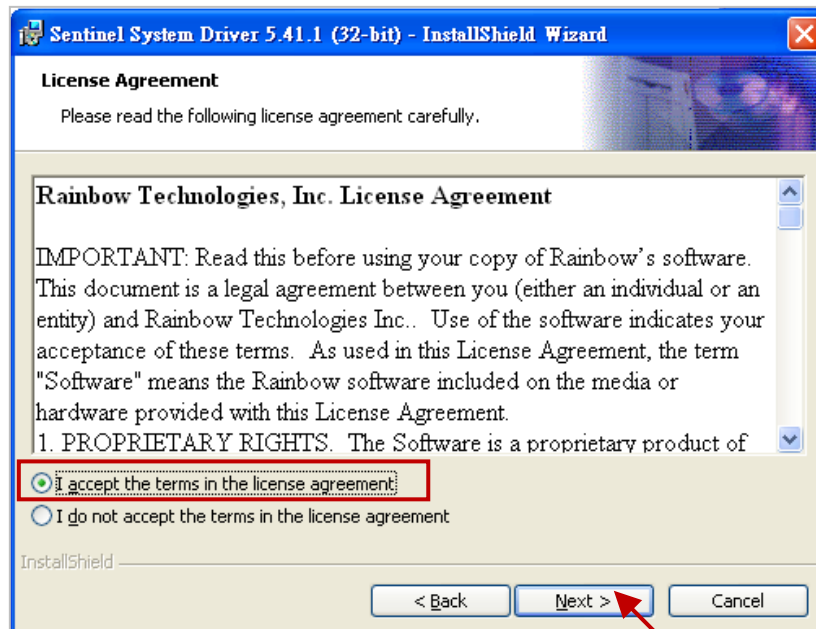 Sentinel System Driver 5.41.1 (32-bit) - InstallShield Wizard
License Agreement
Please read the following license agreement carefully.
Rainbow Technologies, Inc. License Agreement
IMPORTANT: Read this before using your copy of Rainbow's software.
This document is a legal agreement between you (either an individual or an
entity) and Rainbow Technologies Inc.. Use of the software indicates your
acceptance of these terms. As used in this License Agreement, the term
"Software" means the Rainbow software included on the media or
hardware provided with this License Agreement.
1. PROPRIETARY RIGHTS. The Software is a proprietary product of
I accept the terms in the license agreement
I do not accept the terms in the license agreement
InstallShield
< Back
Next >
Cancel